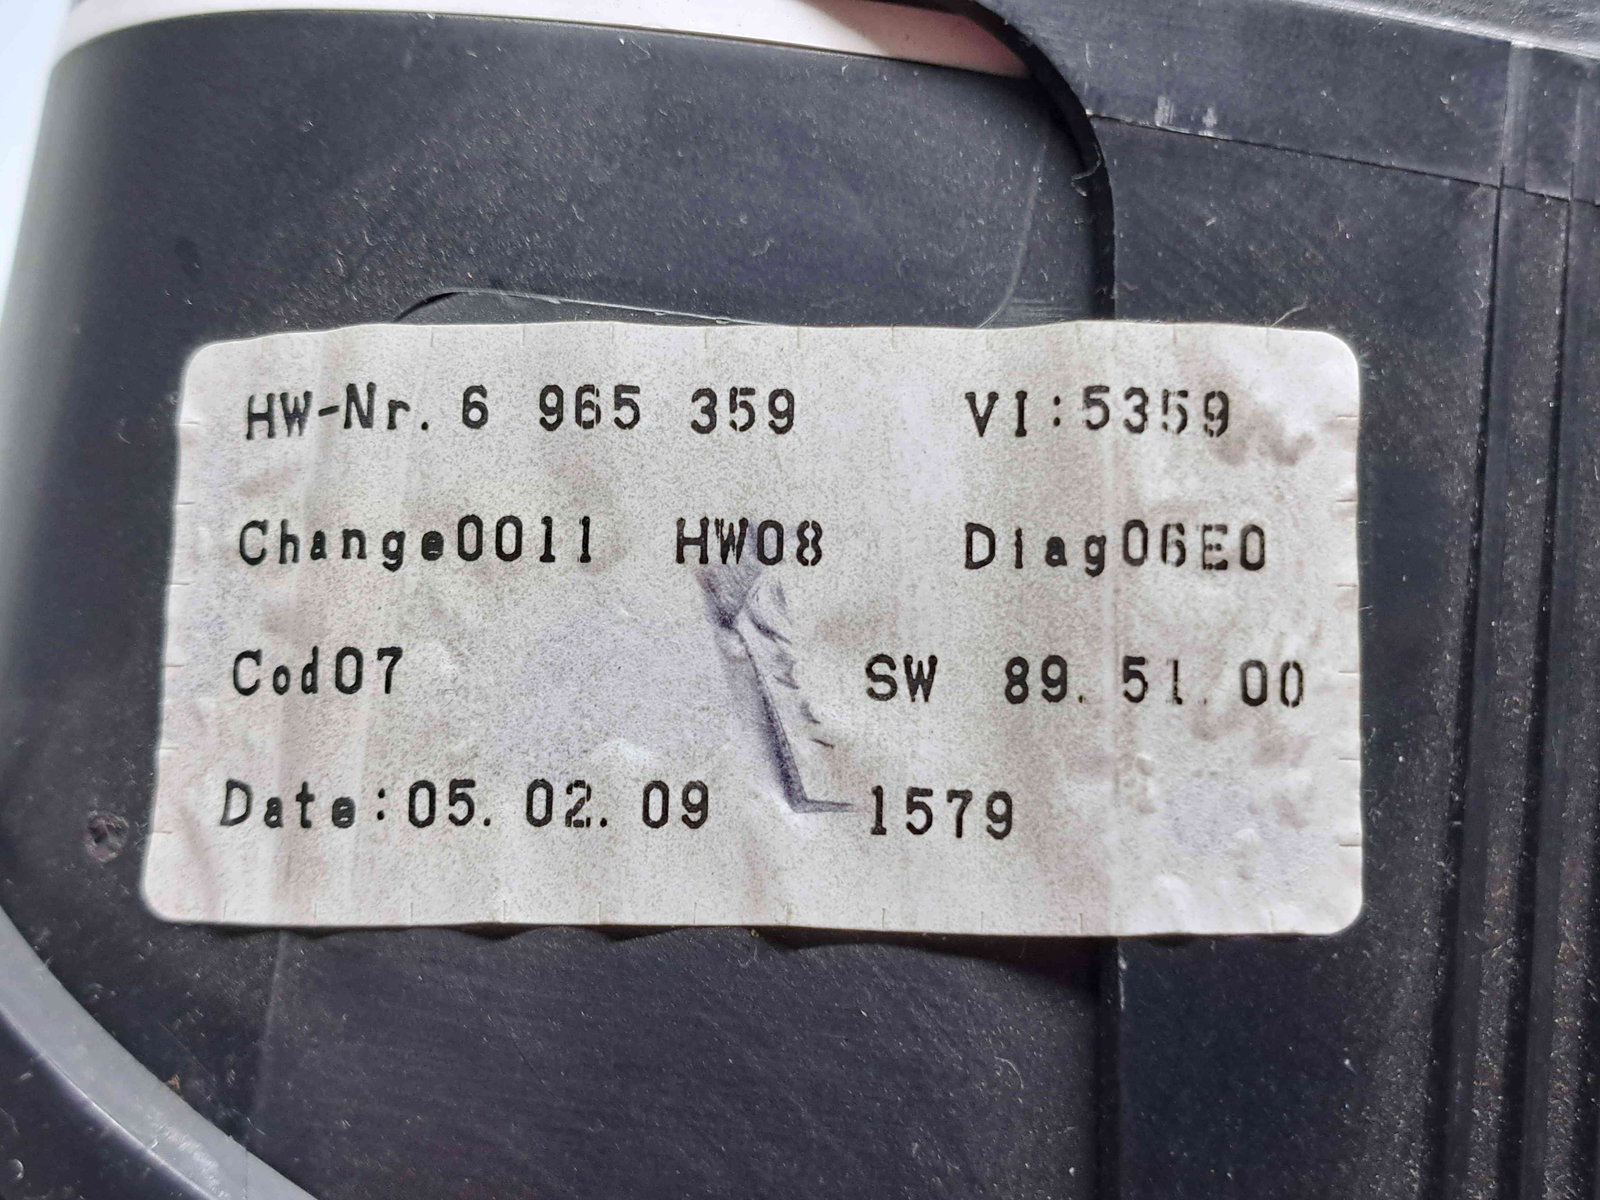 HW-Nr. 6 965 359 VI:5359
Change0011 HW08 Diag06E0
Cod07 SW 89.51.00
Date:05.02.09 1579